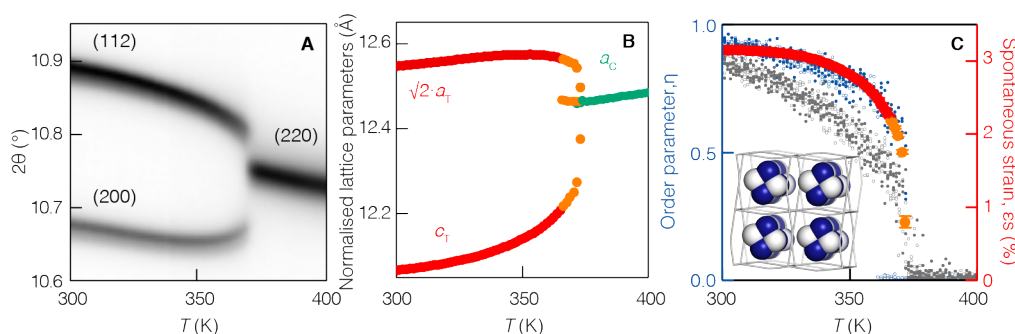 A
(112)
(220)
(200)
10.9
10.8
10.7
10.6
2θ (°)
300
350
400
T (K)
B
√2·a_T
a_C
c_T
12.6
12.4
12.2
Normalised lattice parameters (Å)
300
350
400
T (K)
C
1.0
0.5
0.0
Order parameter,η
3
2
1
0
Spontaneous strain, εs (%)
300
350
400
T (K)